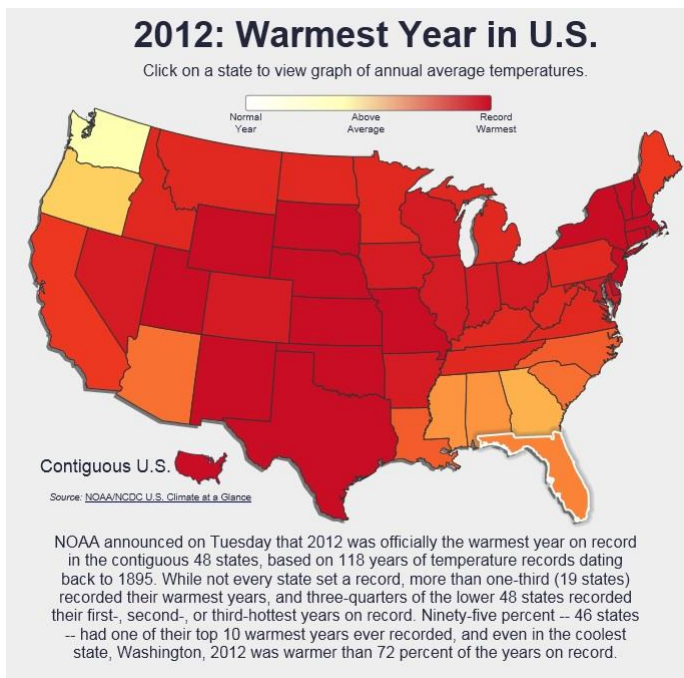 2012: Warmest Year in U.S.
Click on a state to view graph of annual average temperatures.
Normal Year
Above Average
Record Warmest
Contiguous U.S.
Source: NOAA/NCDC U.S. Climate at a Glance
NOAA announced on Tuesday that 2012 was officially the warmest year on record
in the contiguous 48 states, based on 118 years of temperature records dating
back to 1895. While not every state set a record, more than one-third (19 states)
recorded their warmest years, and three-quarters of the lower 48 states recorded
their first-, second-, or third-hottest years on record. Ninety-five percent -- 46 states
-- had one of their top 10 warmest years ever recorded, and even in the coolest
state, Washington, 2012 was warmer than 72 percent of the years on record.